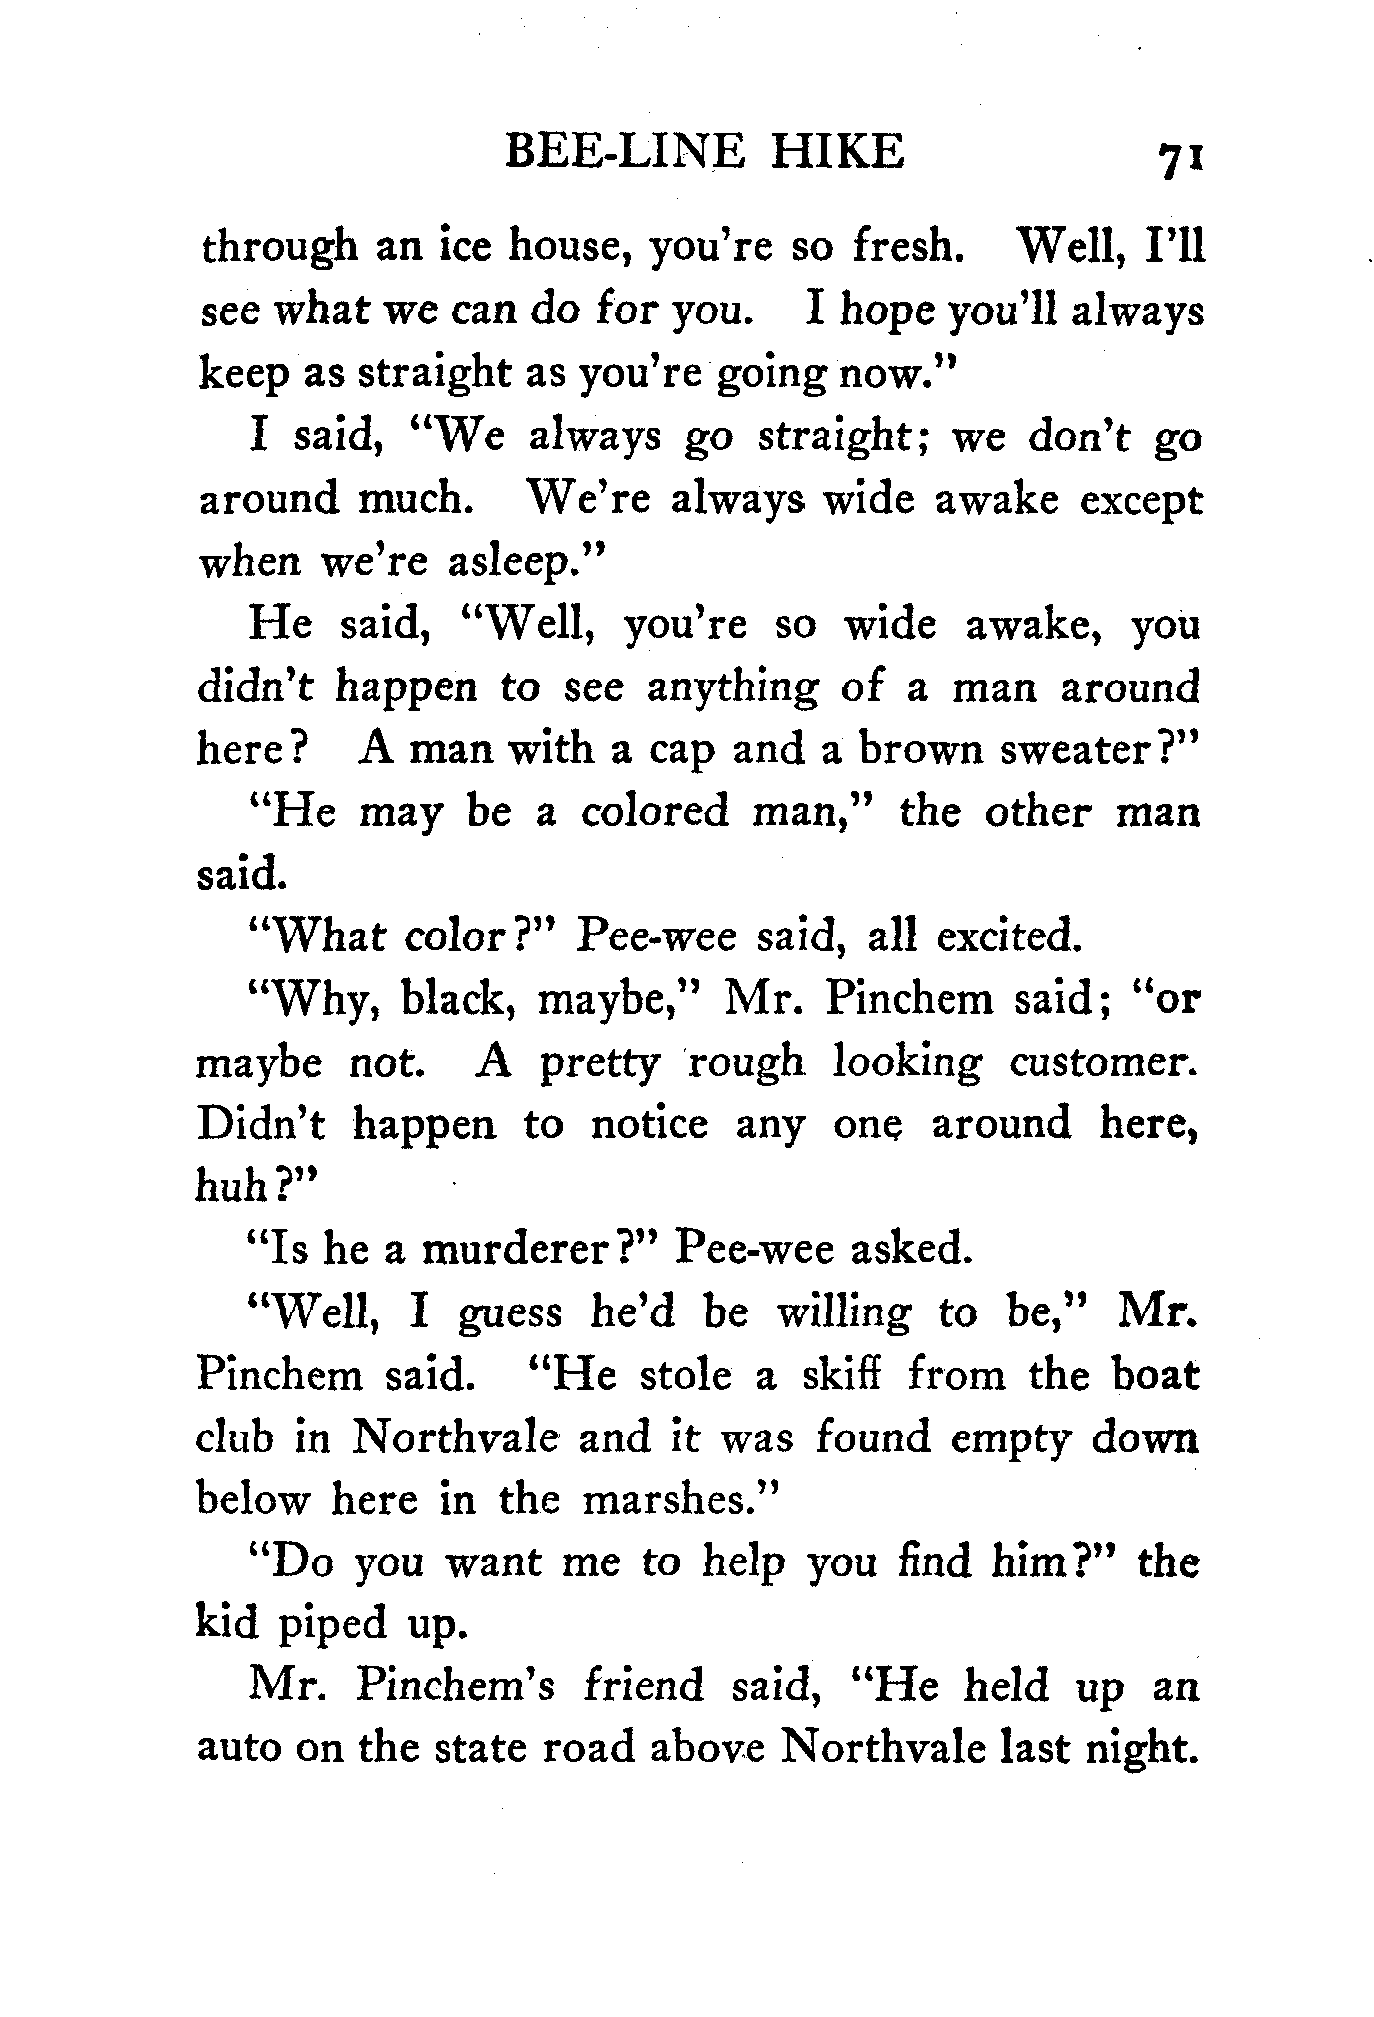 BEE-LINE HIKE 71
through an ice house, you're so fresh. Well, I'll
see what we can do for you. I hope you'll always
keep as straight as you're going now."
I said, "We always go straight; we don't go
around much. We're always wide awake except
when we're asleep."
He said, "Well, you're so wide awake, you
didn't happen to see anything of a man around
here? A man with a cap and a brown sweater?"
"He may be a colored man," the other man
said.
"What color?" Pee-wee said, all excited.
"Why, black, maybe," Mr. Pinchem said; "or
maybe not. A pretty rough looking customer.
Didn't happen to notice any one around here,
huh?"
"Is he a murderer?" Pee-wee asked.
"Well, I guess he'd be willing to be," Mr.
Pinchem said. "He stole a skiff from the boat
club in Northvale and it was found empty down
below here in the marshes."
"Do you want me to help you find him?" the
kid piped up.
Mr. Pinchem's friend said, "He held up an
auto on the state road above Northvale last night.